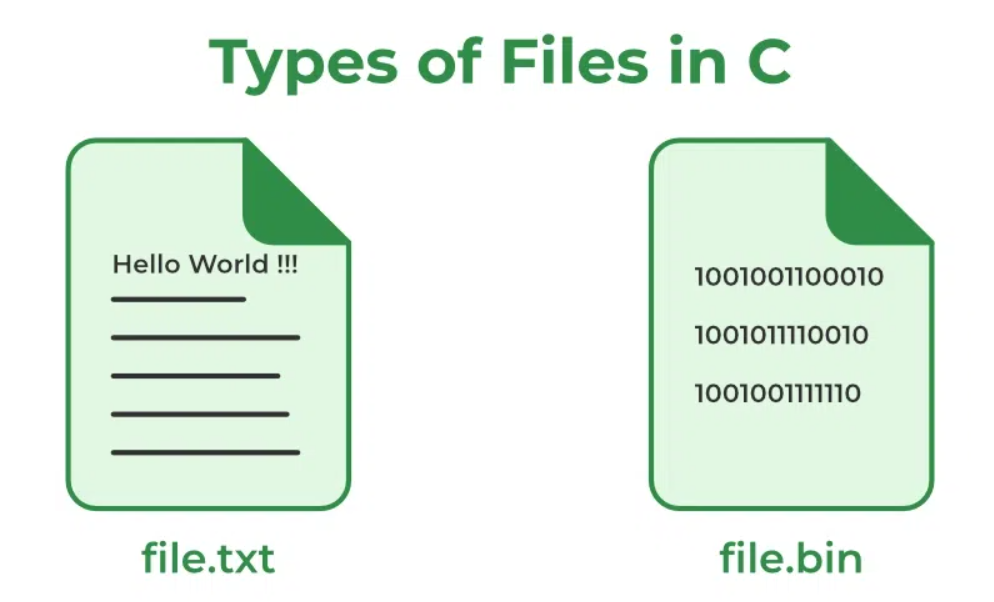 Types of Files in C
Hello World !!!
1001001100010
1001011110010
1001001111110
file.txt
file.bin